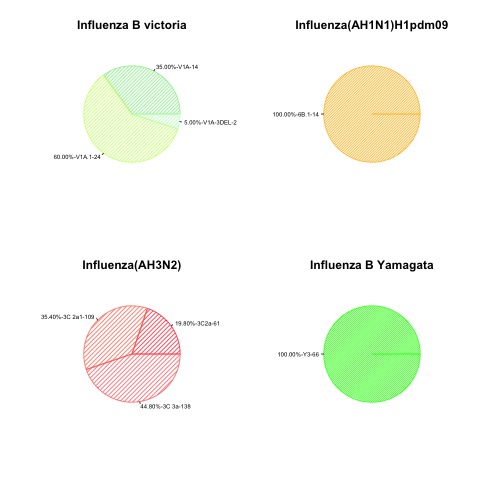 Influenza B victoria
35.00%-V1A-14
5.00%-V1A-3DEL-2
60.00%-V1A.1-24
Influenza(AH1N1)H1pdm09
100.00%-6B.1-14
Influenza(AH3N2)
35.40%-3C 2a1-109
19.80%-3C2a-61
44.80%-3C 3a-138
Influenza B Yamagata
100.00%-Y3-66